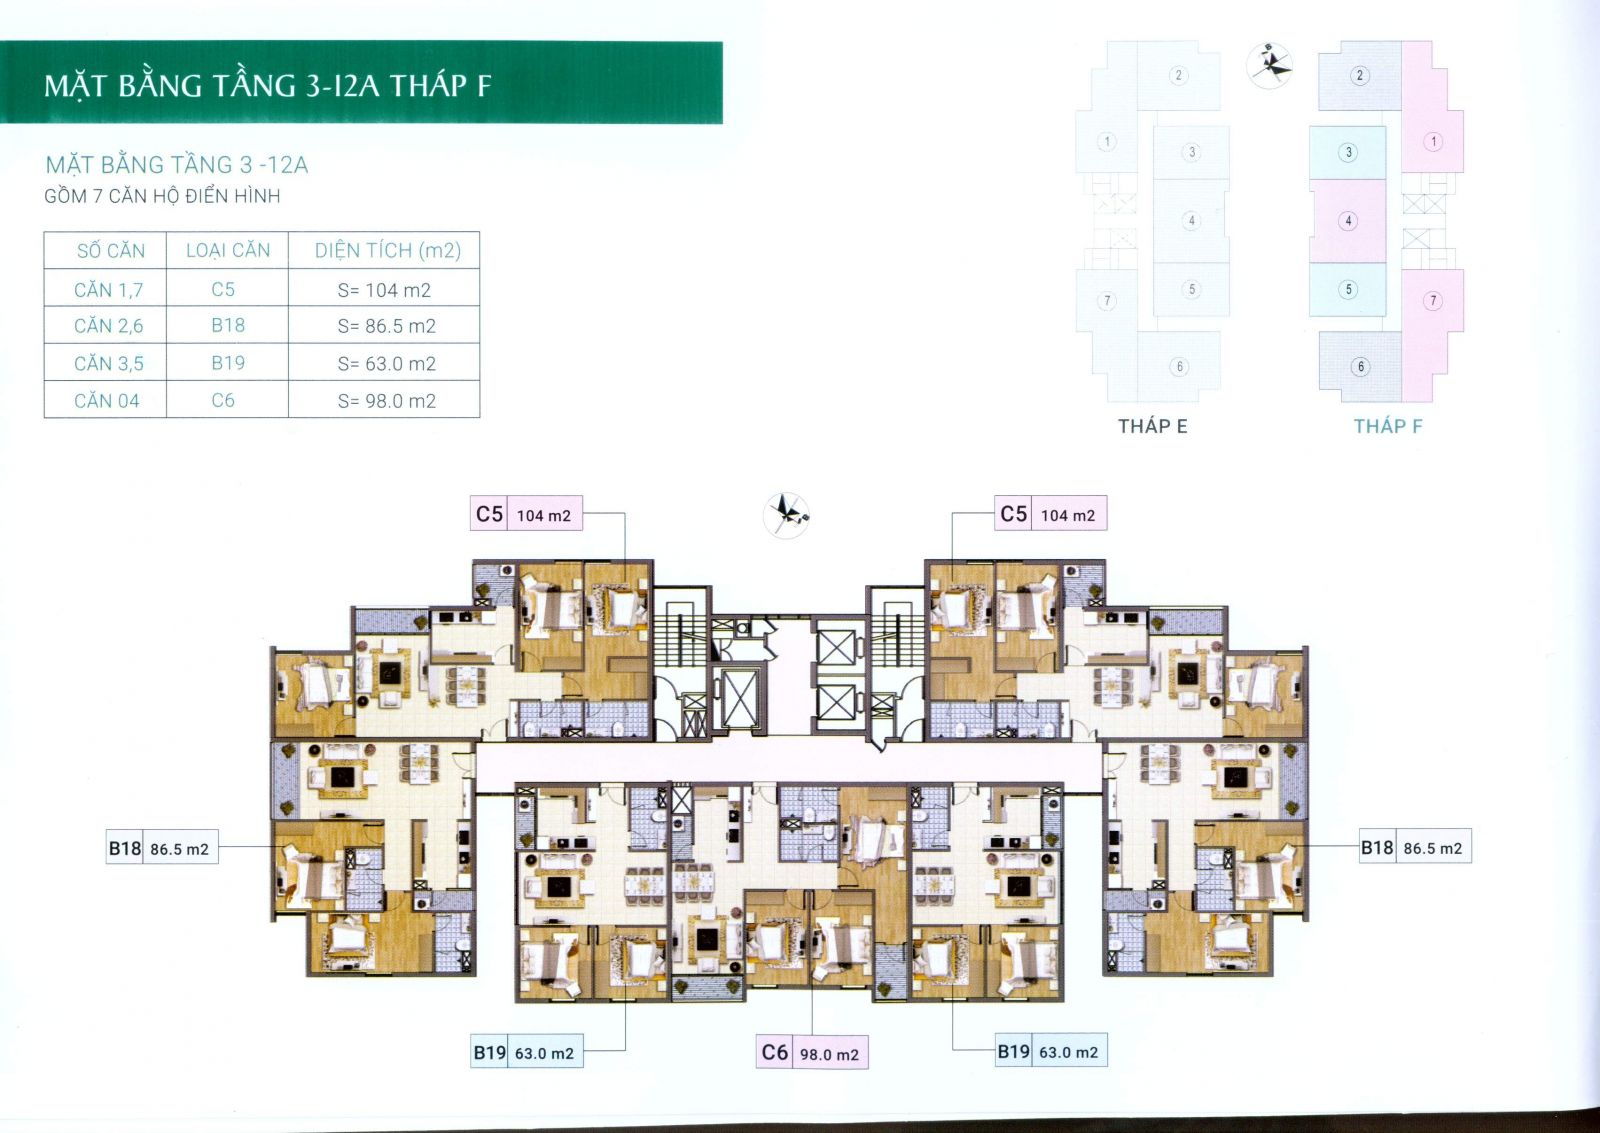 MẶT BẰNG TẦNG 3-12A THÁP F
MẶT BẰNG TẦNG 3 -12A
GỒM 7 CĂN HỘ ĐIỂN HÌNH
SỐ CĂN LOẠI CĂN DIỆN TÍCH (m2)
CĂN 1,7 C5 S= 104 m2
CĂN 2,6 B18 S= 86.5 m2
CĂN 3,5 B19 S= 63.0 m2
CĂN 04 C6 S= 98.0 m2
2
1
3
4
5
7
6
THÁP E
B
2
1
3
4
5
7
6
THÁP F
C5 104 m2
B
C5 104 m2
B18 86.5 m2
B18 86.5 m2
B19 63.0 m2
C6 98.0 m2
B19 63.0 m2